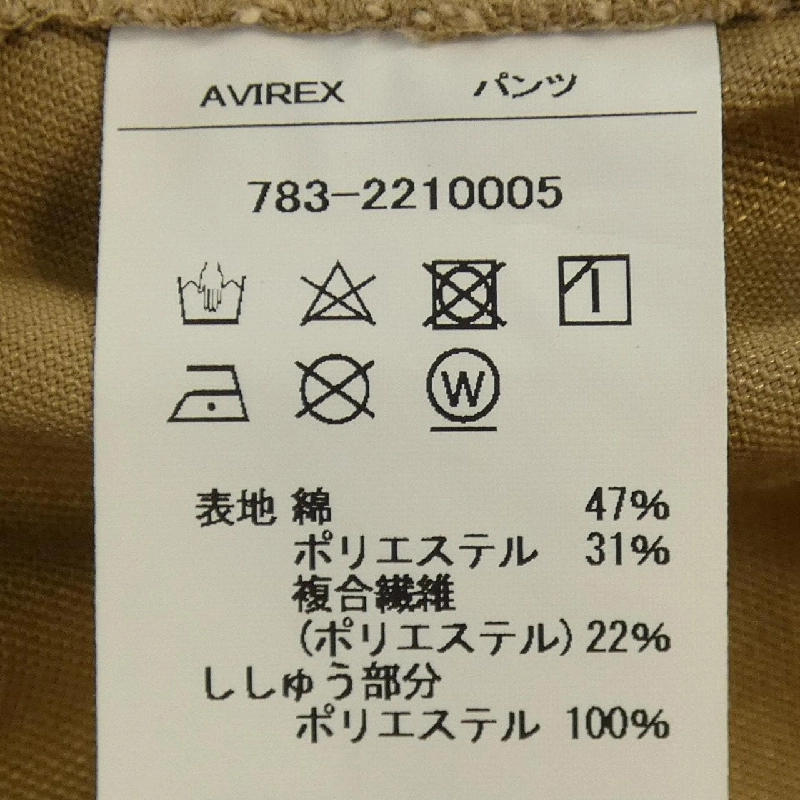 AVIREX パンツ
783-2210005
W
表地 綿 47%
ポリエステル 31%
複合繊維
(ポリエステル) 22%
ししゅう部分
ポリエステル 100%